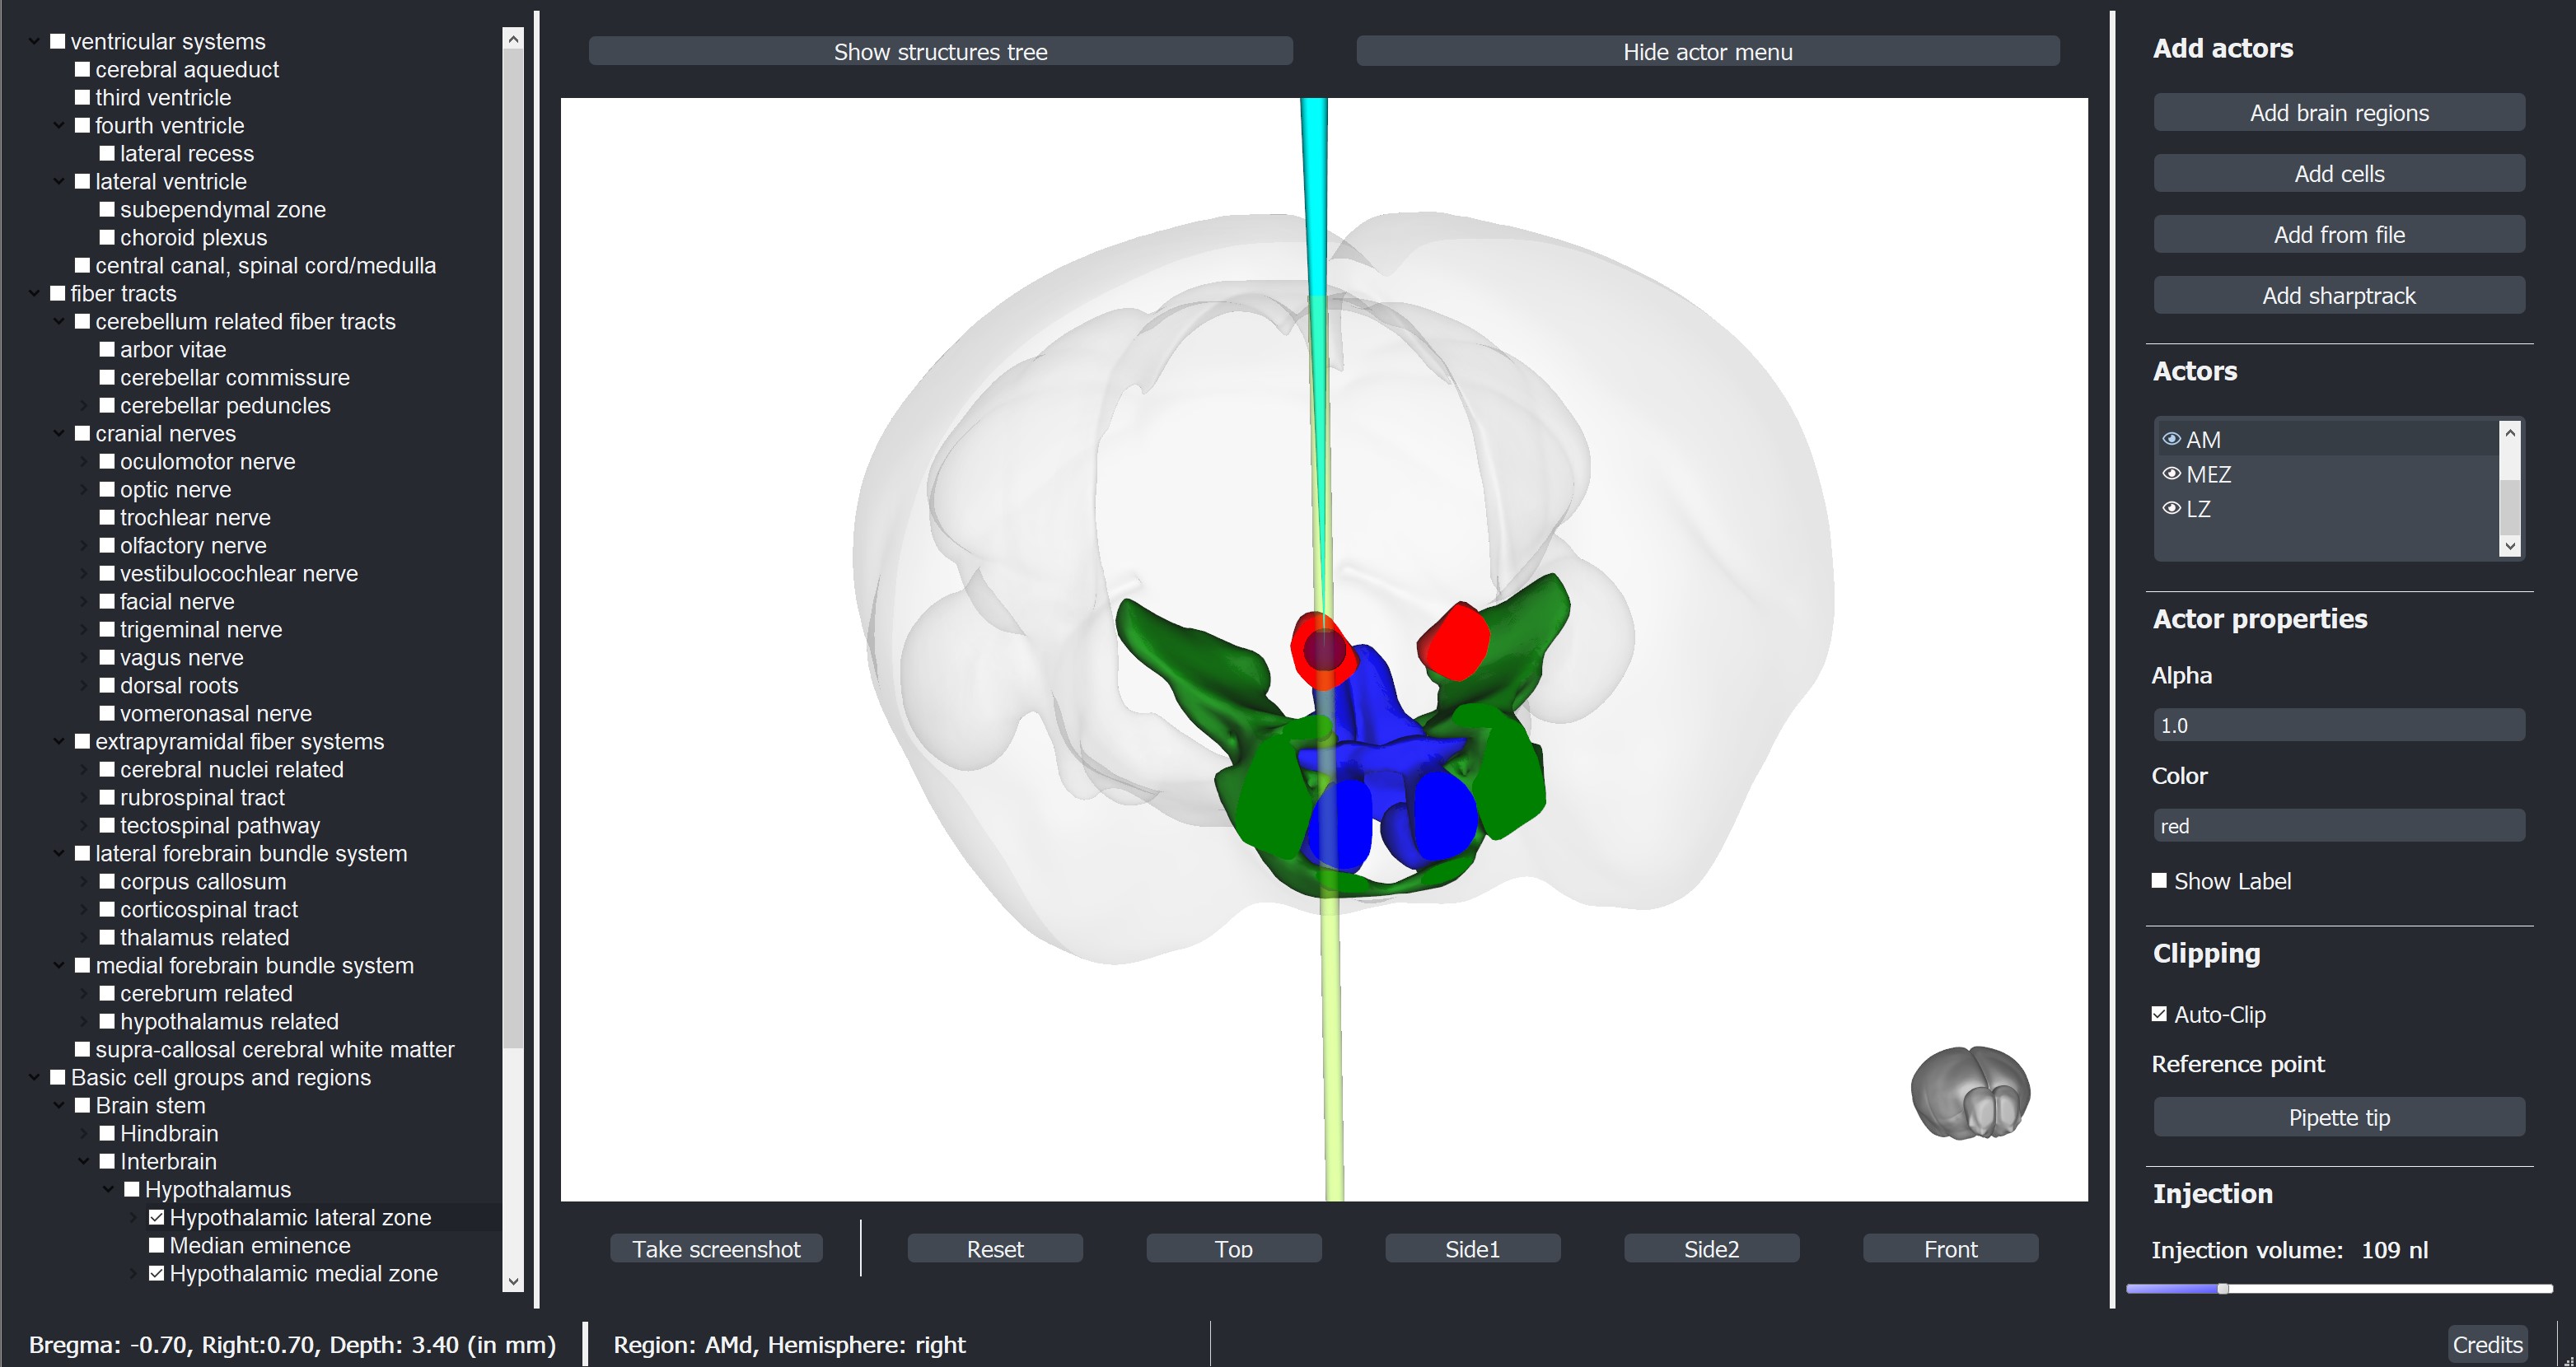 ventricular systems
cerebral aqueduct
third ventricle
fourth ventricle
lateral recess
lateral ventricle
subependymal zone
choroid plexus
central canal, spinal cord/medulla
fiber tracts
cerebellum related fiber tracts
arbor vitae
cerebellar commissure
cerebellar peduncles
cranial nerves
oculomotor nerve
optic nerve
trochlear nerve
olfactory nerve
vestibulocochlear nerve
facial nerve
trigeminal nerve
vagus nerve
dorsal roots
vomeronasal nerve
extrapyramidal fiber systems
cerebral nuclei related
rubrospinal tract
tectospinal pathway
lateral forebrain bundle system
corpus callosum
corticospinal tract
thalamus related
medial forebrain bundle system
cerebrum related
hypothalamus related
supra-callosal cerebral white matter
Basic cell groups and regions
Brain stem
Hindbrain
Interbrain
Hypothalamus
Hypothalamic lateral zone
Median eminence
Hypothalamic medial zone
Show structures tree
Hide actor menu
Take screenshot
Reset
Top
Side1
Side2
Front
Add actors
Add brain regions
Add cells
Add from file
Add sharptrack
Actors
AM
MEZ
LZ
Actor properties
Alpha
1.0
Color
red
Show Label
Clipping
Auto-Clip
Reference point
Pipette tip
Injection
Injection volume: 109 nl
Bregma: -0.70, Right:0.70, Depth: 3.40 (in mm)
Region: AMd, Hemisphere: right
Credits